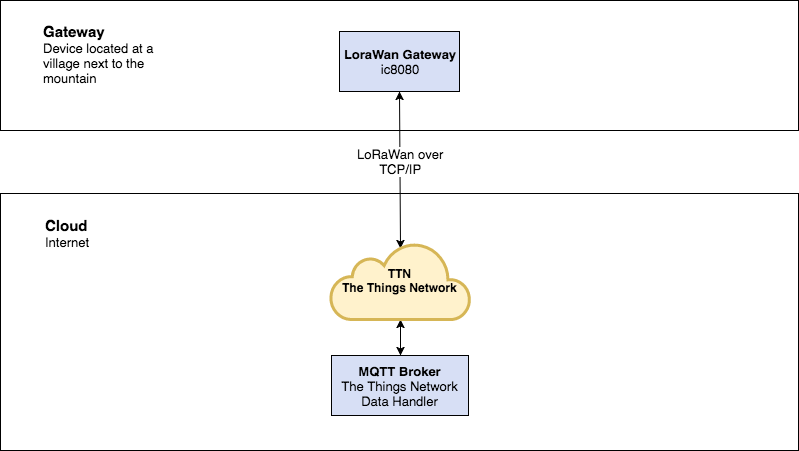 Gateway
Device located at a
village next to the
mountain
LoraWan Gateway
ic8080
LoRaWan over
TCP/IP
Cloud
Internet
TTN
The Things Network
MQTT Broker
The Things Network
Data Handler